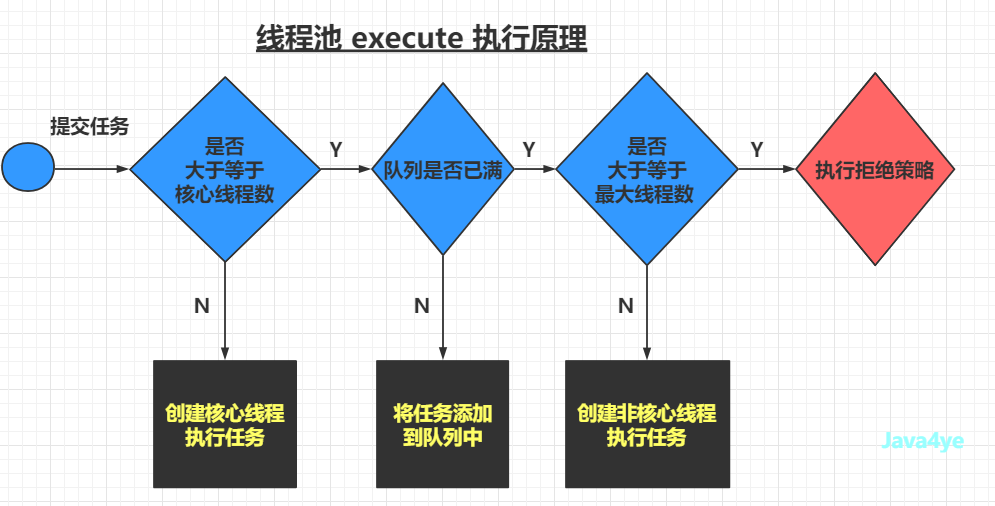 线程池 execute 执行原理
提交任务
是否
大于等于
核心线程数
Y
队列是否已满
Y
是否
大于等于
最大线程数
Y
执行拒绝策略
N
N
N
创建核心线程
执行任务
将任务添加
到队列中
创建非核心线程
执行任务
Java4ye